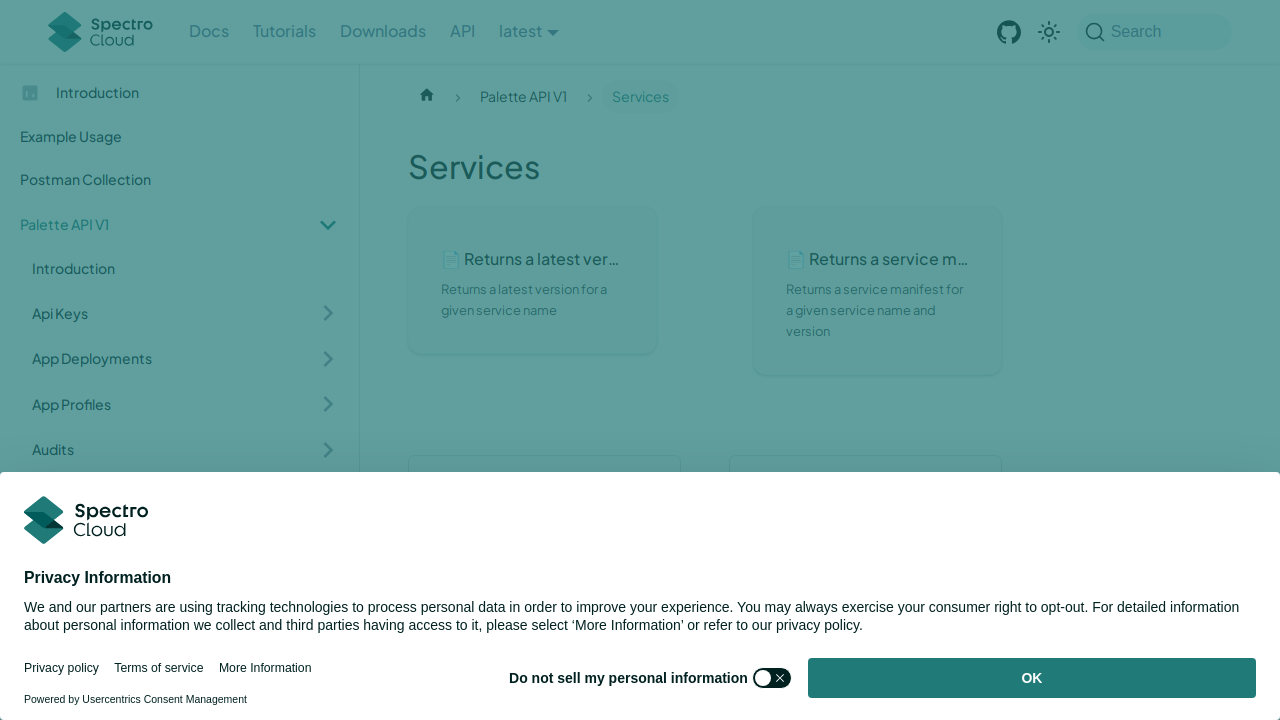 Spectro Cloud
Docs
Tutorials
Downloads
API
latest
Search
Introduction
Example Usage
Postman Collection
Palette API V1
Introduction
Api Keys
App Deployments
App Profiles
Audits
Palette API V1
Services
Services
Returns a latest ver...
Returns a latest version for a
given service name
Returns a service m...
Returns a service manifest for
a given service name and
version
Spectro
Cloud
Privacy Information
We and our partners are using tracking technologies to process personal data in order to improve your experience. You may always exercise your consumer right to opt-out. For detailed information
about personal information we collect and third parties having access to it, please select ‘More Information’ or refer to our privacy policy.
Privacy policy
Terms of service
More Information
Powered by Usercentrics Consent Management
Do not sell my personal information
OK